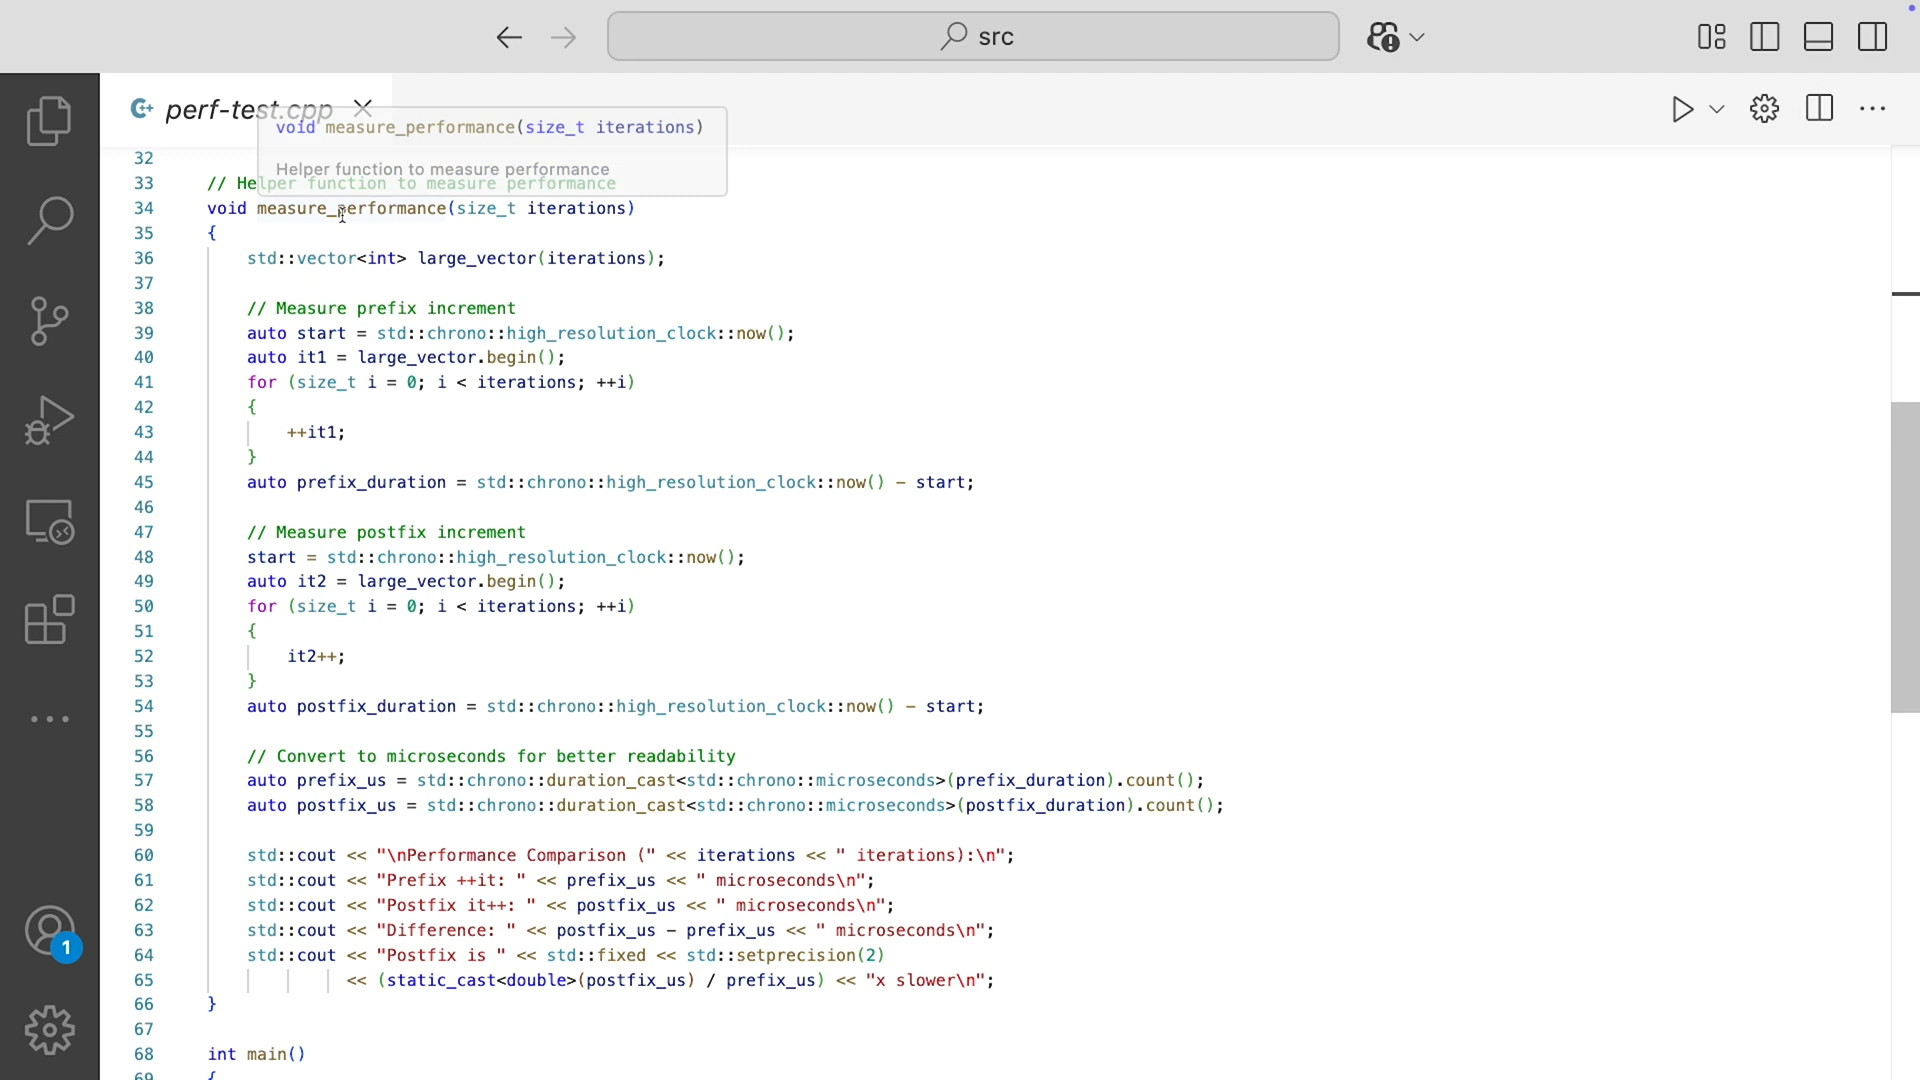 src
perf-test.cpp
void measure_performance(size_t iterations)
Helper function to measure performance
32
33 // Helper function to measure performance
34 void measure_performance(size_t iterations)
35 {
36 std::vector<int> large_vector(iterations);
37
38 // Measure prefix increment
39 auto start = std::chrono::high_resolution_clock::now();
40 auto it1 = large_vector.begin();
41 for (size_t i = 0; i < iterations; ++i)
42 {
43 ++it1;
44 }
45 auto prefix_duration = std::chrono::high_resolution_clock::now() - start;
46
47 // Measure postfix increment
48 start = std::chrono::high_resolution_clock::now();
49 auto it2 = large_vector.begin();
50 for (size_t i = 0; i < iterations; ++i)
51 {
52 it2++;
53 }
54 auto postfix_duration = std::chrono::high_resolution_clock::now() - start;
55
56 // Convert to microseconds for better readability
57 auto prefix_us = std::chrono::duration_cast<std::chrono::microseconds>(prefix_duration).count();
58 auto postfix_us = std::chrono::duration_cast<std::chrono::microseconds>(postfix_duration).count();
59
60 std::cout << "\nPerformance Comparison (" << iterations << " iterations):\n";
61 std::cout << "Prefix ++it: " << prefix_us << " microseconds\n";
62 std::cout << "Postfix it++: " << postfix_us << " microseconds\n";
63 std::cout << "Difference: " << postfix_us - prefix_us << " microseconds\n";
64 std::cout << "Postfix is " << std::fixed << std::setprecision(2)
65 << (static_cast<double>(postfix_us) / prefix_us) << "x slower\n";
66 }
67
68 int main()
69 {
1